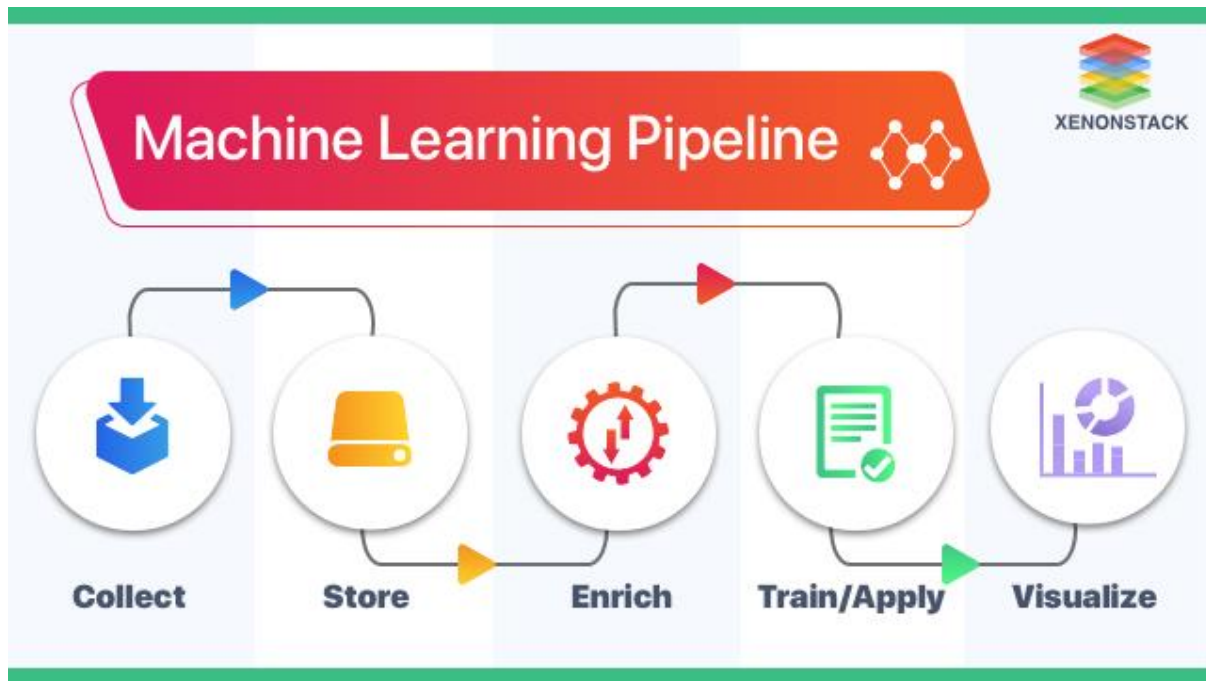 Machine Learning Pipeline
XENONSTACK
Collect
Store
Enrich
Train/Apply
Visualize